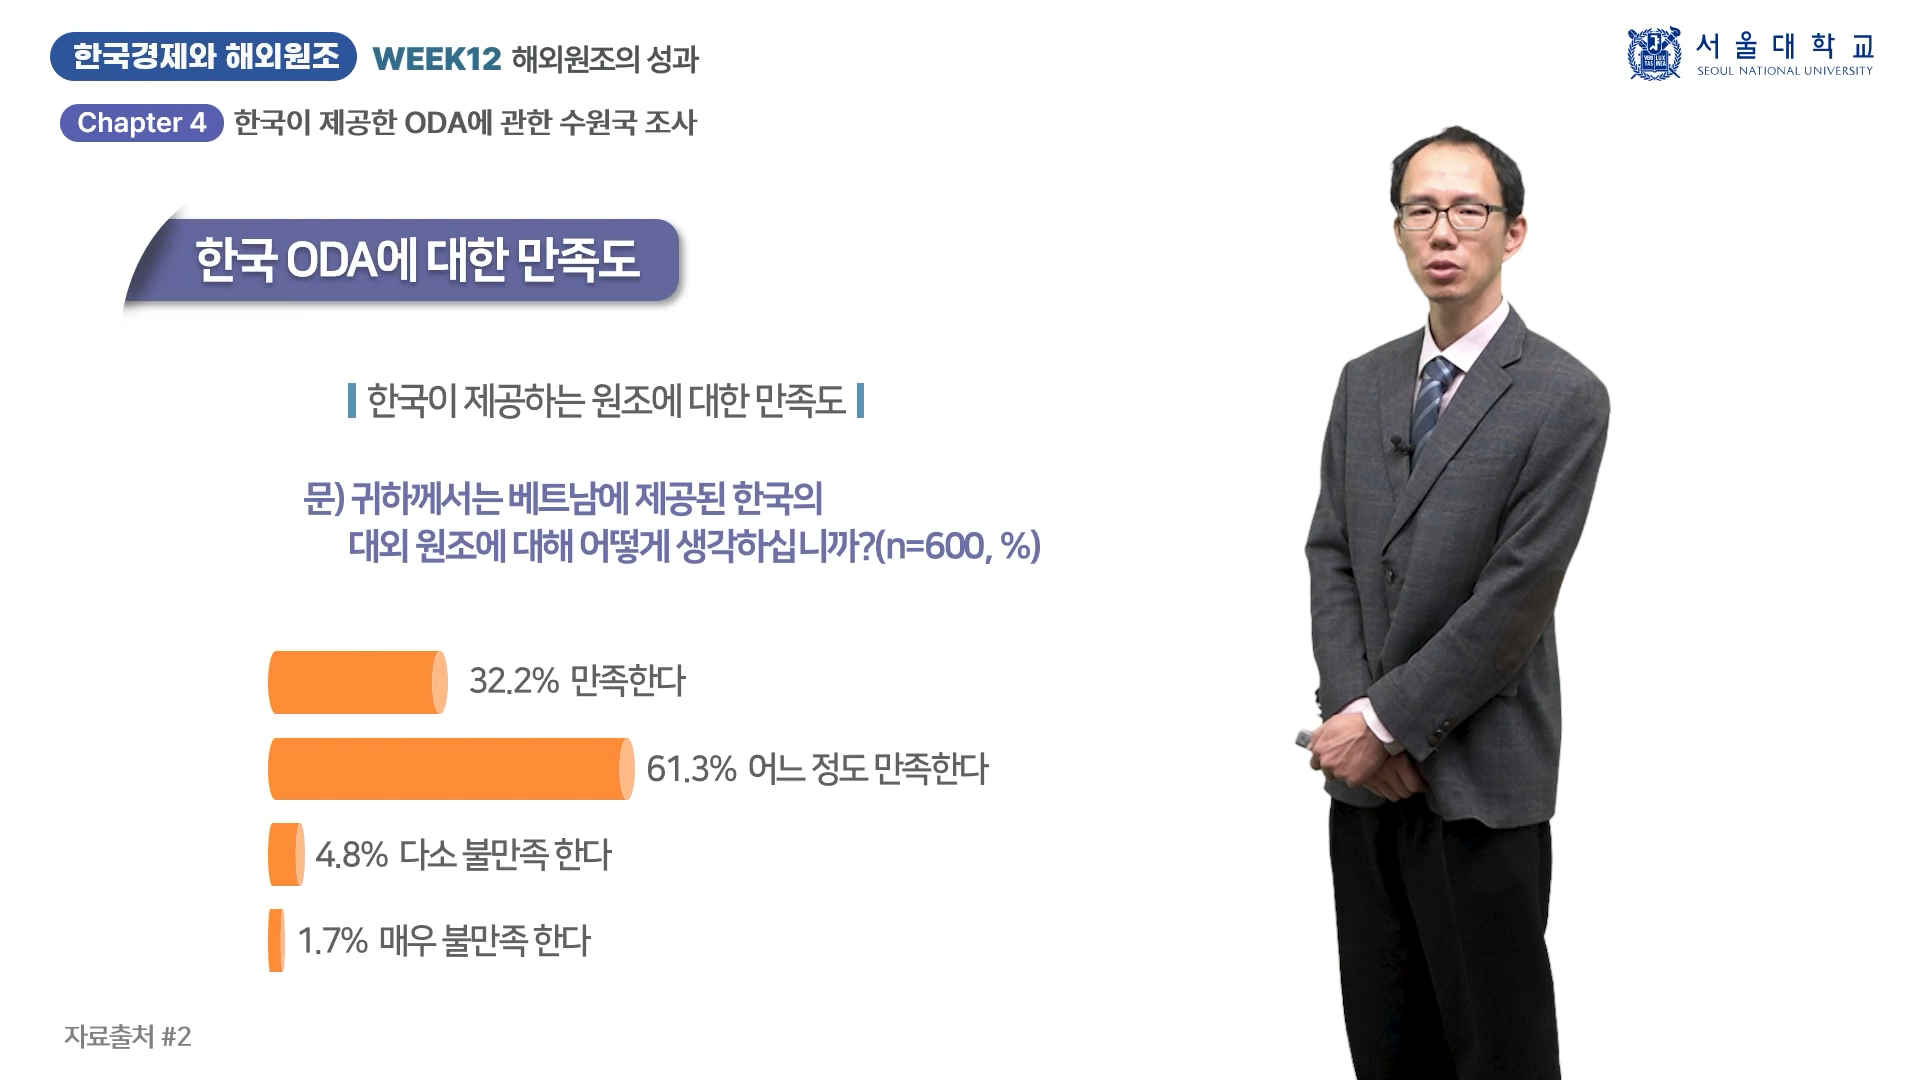 한국경제와 해외원조 WEEK12 해외원조의 성과
서울대학교
SEOUL NATIONAL UNIVERSITY
Chapter 4 한국이 제공한 ODA에 관한 수원국 조사
한국 ODA에 대한 만족도
한국이 제공하는 원조에 대한 만족도
문) 귀하께서는 베트남에 제공된 한국의
대외 원조에 대해 어떻게 생각하십니까?(n=600, %)
32.2% 만족한다
61.3% 어느 정도 만족한다
4.8% 다소 불만족 한다
1.7% 매우 불만족 한다
자료출처 #2